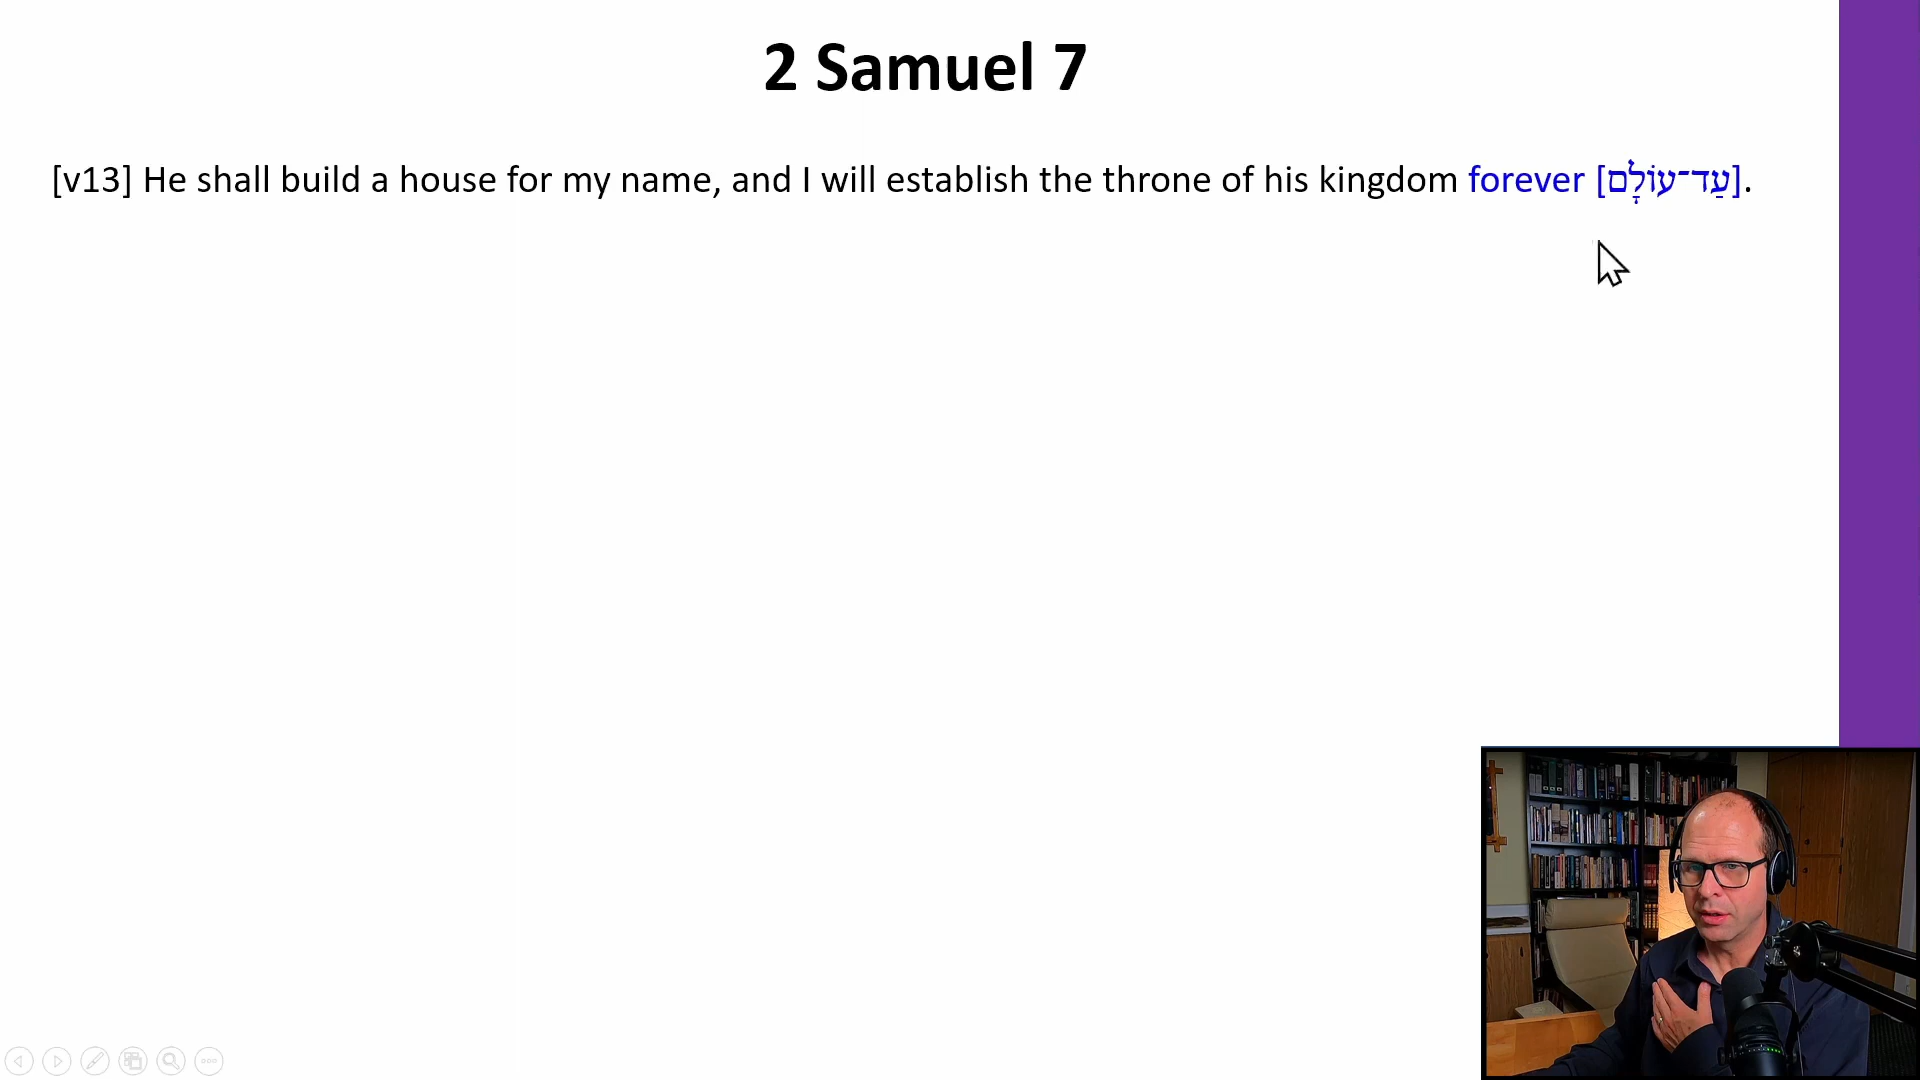 2 Samuel 7
[v13] He shall build a house for my name, and I will establish the throne of his kingdom forever [עַד־עוֹלָֽם].